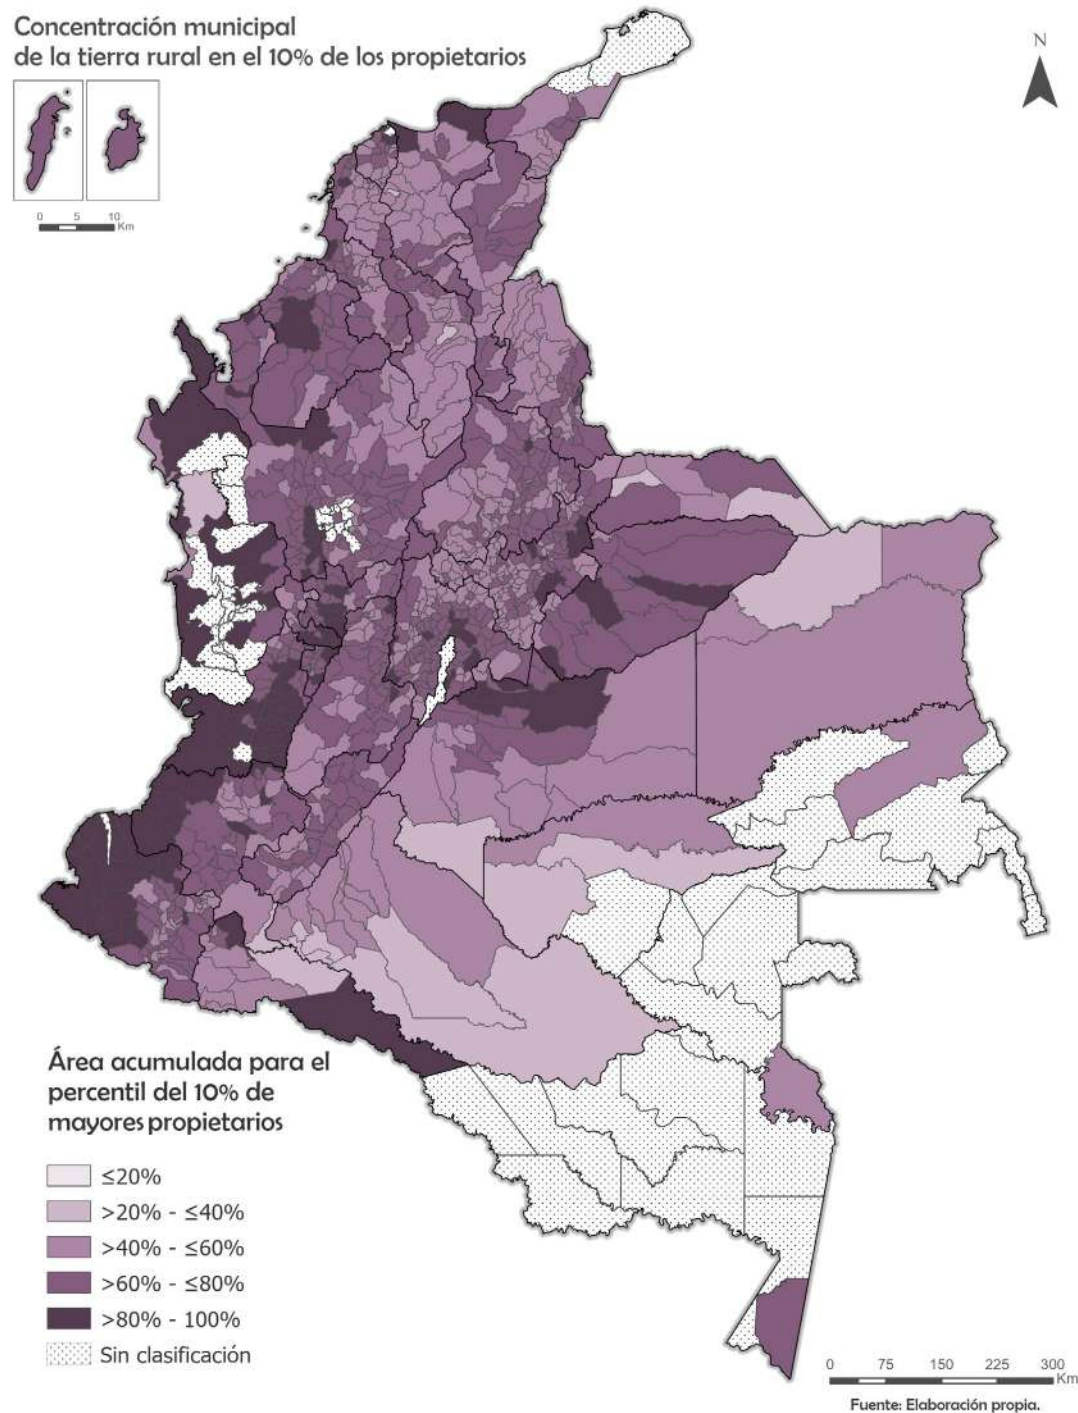 Concentración municipal
de la tierra rural en el 10% de los propietarios
N
0 5 10
Km
Área acumulada para el
percentil del 10% de
mayores propietarios
≤20%
>20% - ≤40%
>40% - ≤60%
>60% - ≤80%
>80% - 100%
Sin clasificación
0 75 150 225 300
Km
Fuente: Elaboración propia.